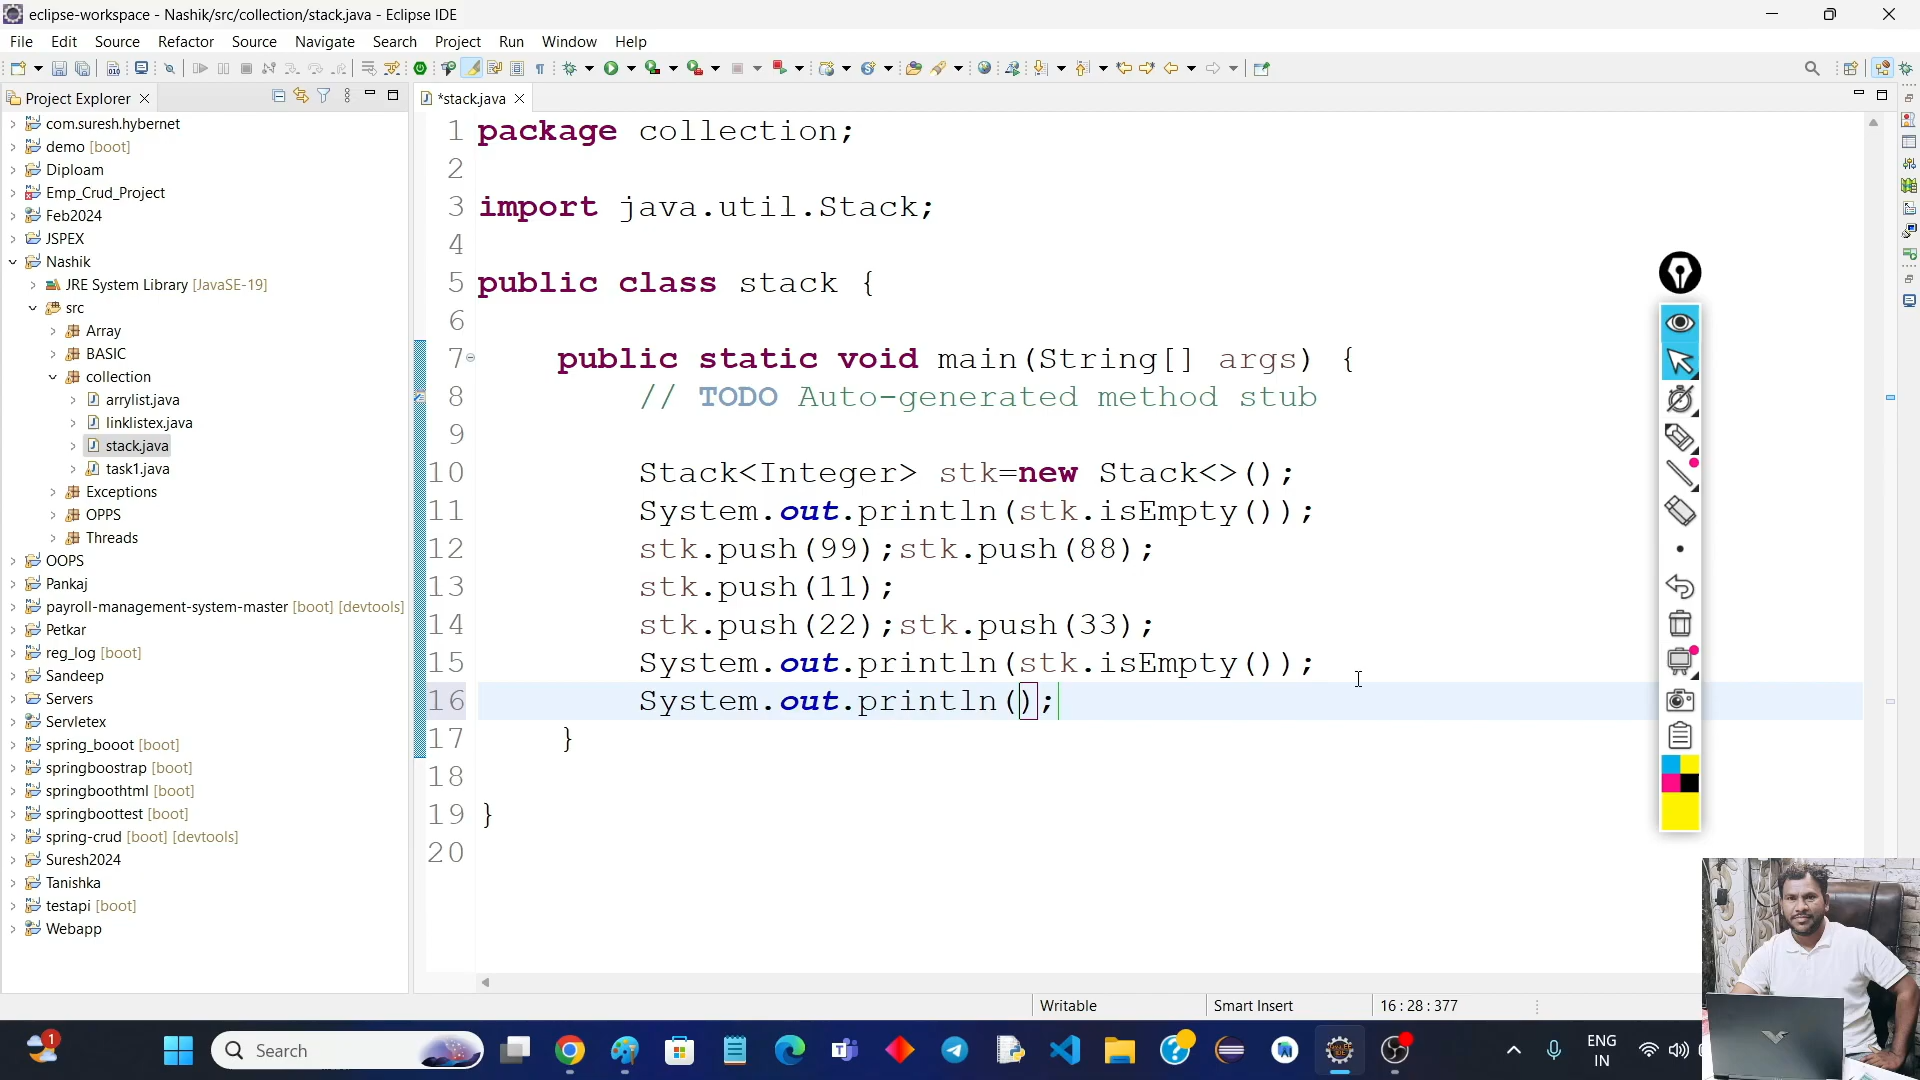 eclipse-workspace - Nashik/src/collection/stack.java - Eclipse IDE
File Edit Source Refactor Source Navigate Search Project Run Window Help
Project Explorer
*stack.java
com.suresh.hybernet
demo [boot]
Diploam
Emp_Crud_Project
Feb2024
JSPEX
Nashik
JRE System Library [JavaSE-19]
src
Array
BASIC
collection
arrylist.java
linklistex.java
stack.java
task1.java
Exceptions
OPPS
Threads
OOPS
Pankaj
payroll-management-system-master [boot] [devtools]
Petkar
reg_log [boot]
Sandeep
Servers
Servletex
spring_booot [boot]
springboostrap [boot]
springboothtml [boot]
springboottest [boot]
spring-crud [boot] [devtools]
Suresh2024
Tanishka
testapi [boot]
Webapp
1 package collection;
2
3 import java.util.Stack;
4
5 public class stack {
6
7 public static void main(String[] args) {
8 // TODO Auto-generated method stub
9
10 Stack<Integer> stk=new Stack<>();
11 System.out.println(stk.isEmpty());
12 stk.push(99);stk.push(88);
13 stk.push(11);
14 stk.push(22);stk.push(33);
15 System.out.println(stk.isEmpty());
16 System.out.println();
17 }
18
19 }
20
Writable Smart Insert 16 : 28 : 377
1
Search
ENG
IN